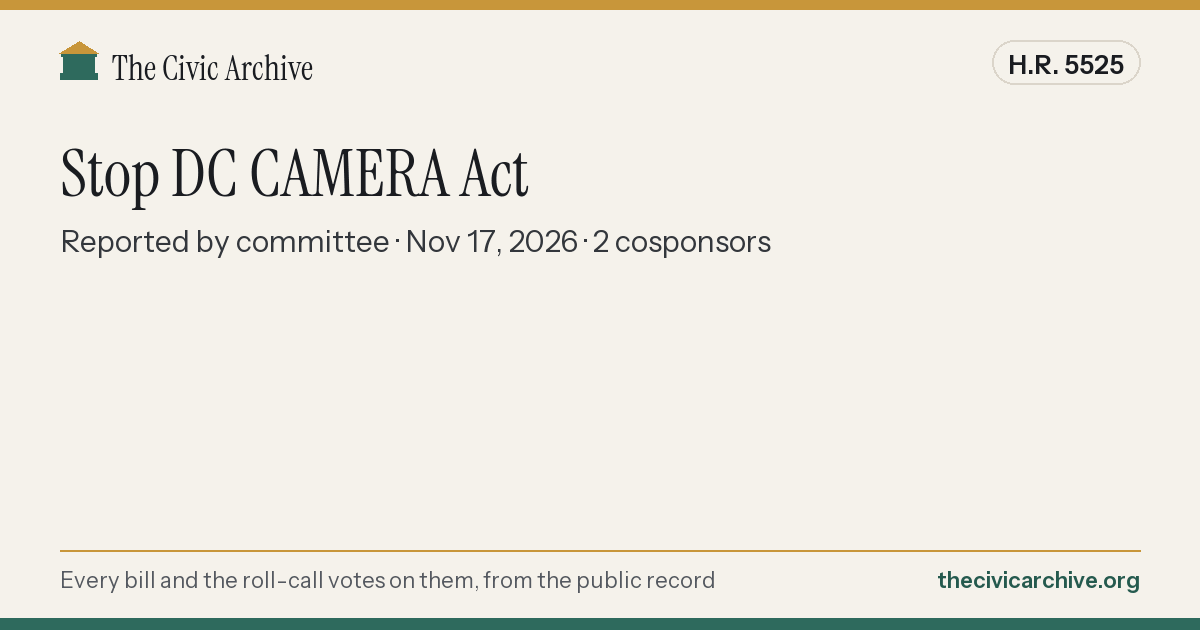 The Civic Archive
H.R. 5525
Stop DC CAMERA Act
Reported by committee · Nov 17, 2026 · 2 cosponsors
Every bill and the roll-call votes on them, from the public record
thecivicarchive.org